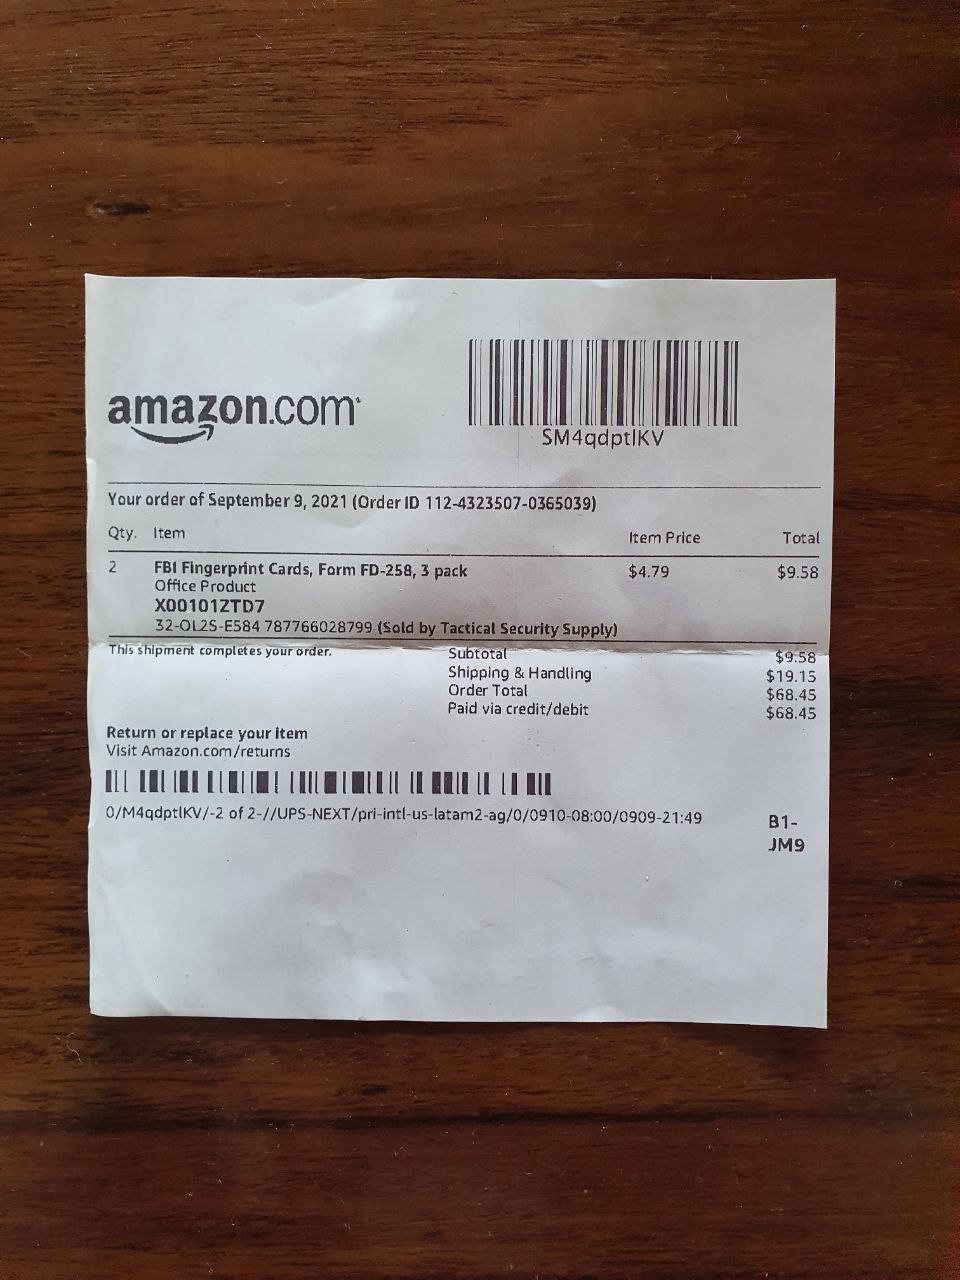 amazon.com
SM4qdptlKV
Your order of September 9, 2021 (Order ID 112-4323507-0365039)
Qty. Item Item Price Total
2 FBI Fingerprint Cards, Form FD-258, 3 pack $4.79 $9.58
Office Product
X00101ZTD7
32-OL2S-E584 787766028799 (Sold by Tactical Security Supply)
This shipment completes your order. Subtotal $9.58
Shipping & Handling $19.15
Order Total $68.45
Paid via credit/debit $68.45
Return or replace your item
Visit Amazon.com/returns
0/M4qdptlKV/-2 of 2-//UPS-NEXT/pri-intl-us-latam2-ag/0/0910-08:00/0909-21:49
B1-
JM9